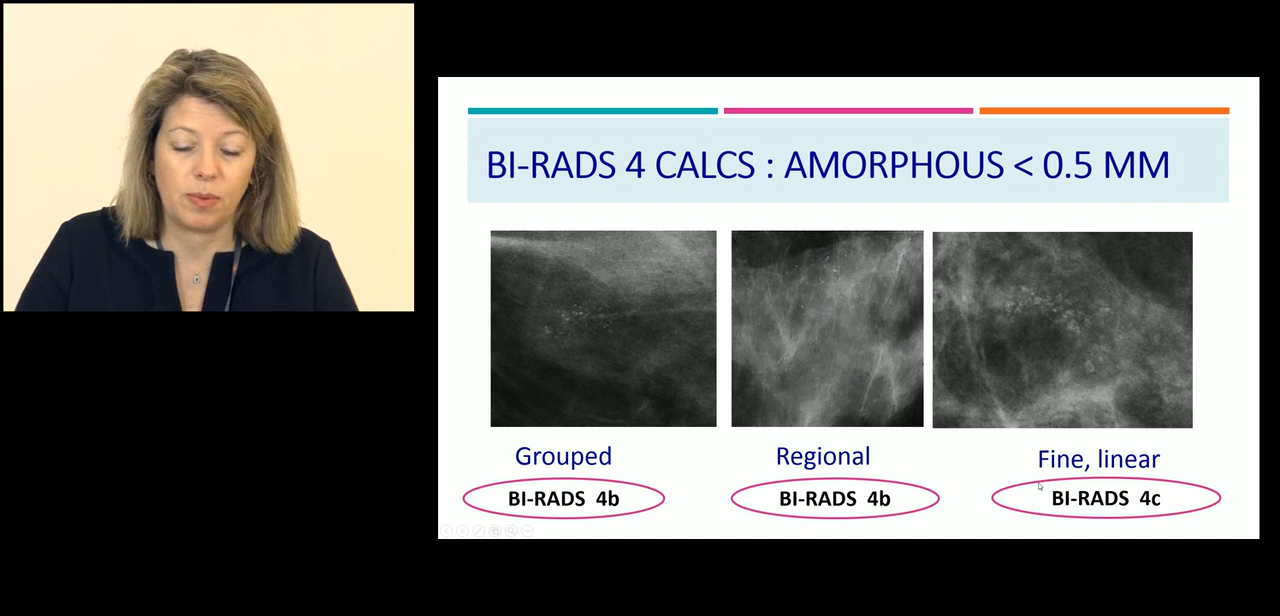 BI-RADS 4 CALCS : AMORPHOUS < 0.5 MM
Grouped
Regional
Fine, linear
BI-RADS 4b
BI-RADS 4b
BI-RADS 4c